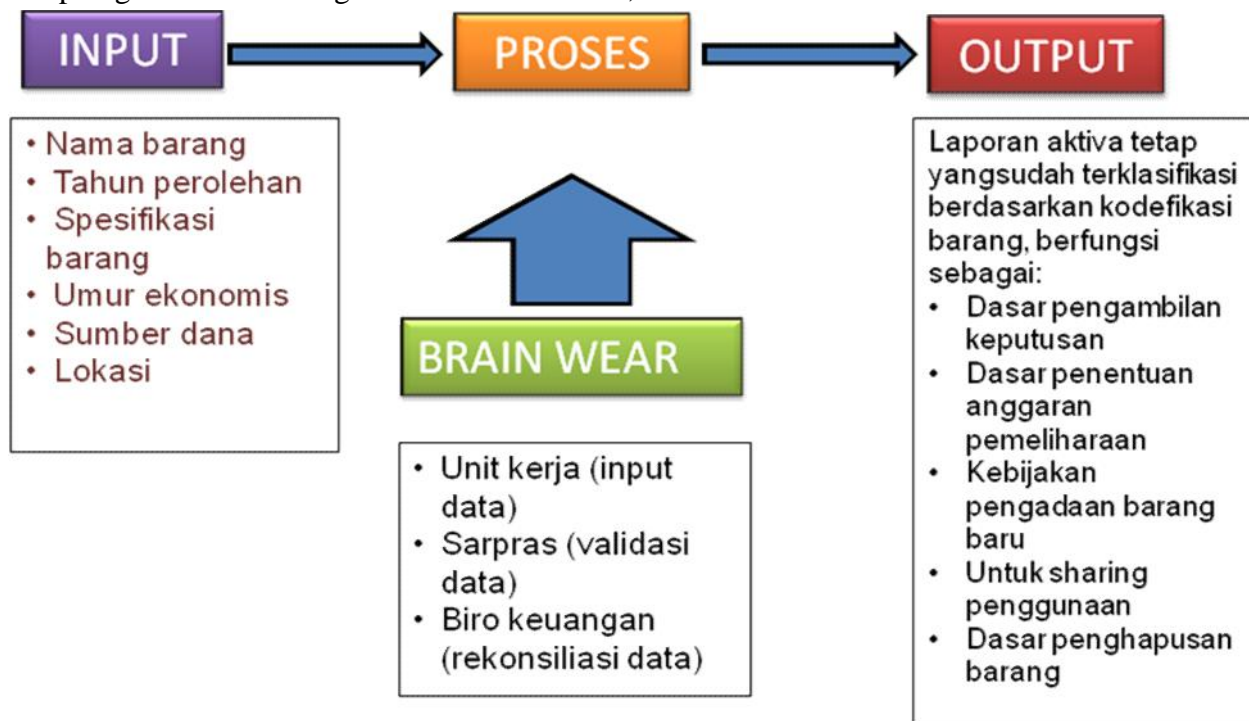 INPUT
PROSES
OUTPUT
• Nama barang
• Tahun perolehan
• Spesifikasi
barang
• Umur ekonomis
• Sumber dana
• Lokasi
BRAIN WEAR
• Unit kerja (input
data)
• Sarpras (validasi
data)
• Biro keuangan
(rekonsiliasi data)
Laporan aktiva tetap
yangsudah terklasifikasi
berdasarkan kodefikasi
barang, berfungsi
sebagai:
• Dasar pengambilan
keputusan
• Dasar penentuan
anggaran
pemeliharaan
• Kebijakan
pengadaan barang
baru
• Untuk sharing
penggunaan
• Dasar penghapusan
barang